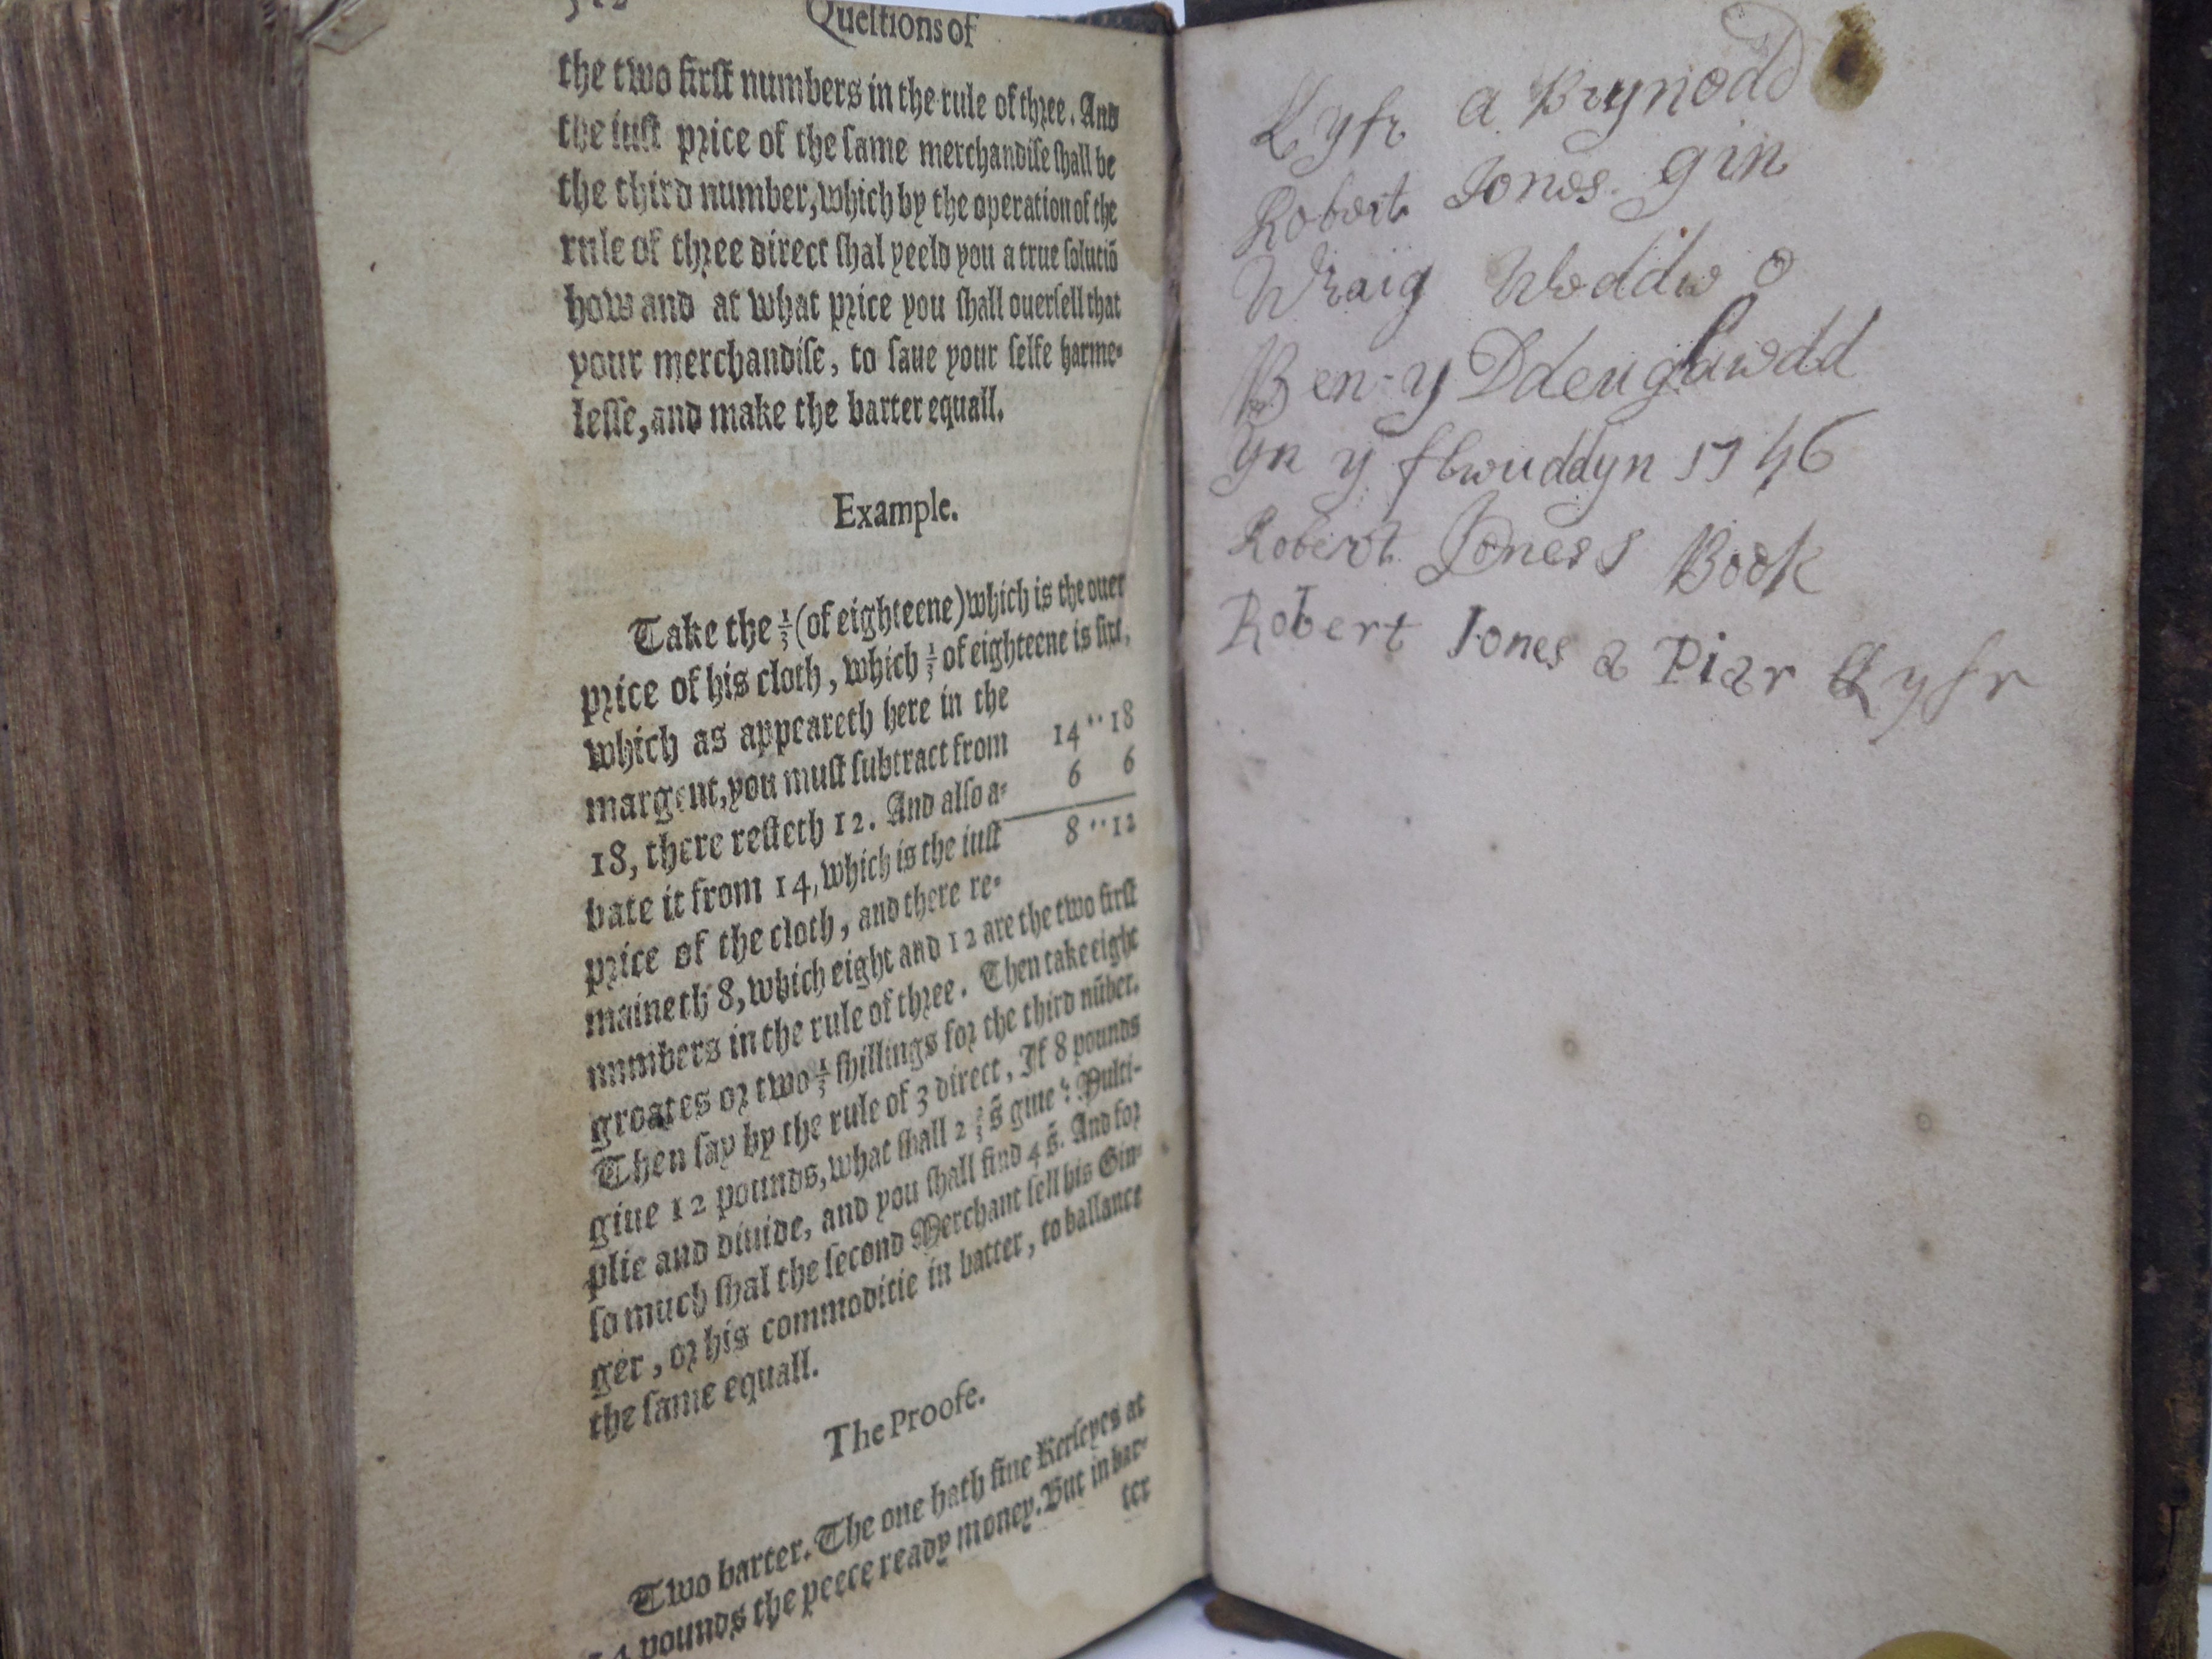 Questions of
the two first numbers in the rule of three. And
the iust price of the same merchandise shall be
the third number, which by the operation of the
rule of three direct shal yeeld you a true solutiō
how and at what price you shall ouersell that
your merchandise, to saue your selfe harme-
lesse, and make the barter equall.
Example.
Take the 1/3 (of eighteene) which is the ouer
price of his cloth, which 1/3 of eighteene is sixt,
which as appeareth here in the
margent, you must subtract from
18, there resteth 12. And also a-
bate it from 14, which is the iust
price of the cloth, and there re-
14 " 18
6 6
8 " 12
maineth 8, which eight and 12 are the two first
numbers in the rule of three. Then take eight
groates or two 2/3 shillings for the third nūber.
Then say by the rule of 3 direct, If 8 pounds
giue 12 pounds, what shall 2 2/3 s̃ giue: Multi-
plie and diuide, and you shall find 4 s̃. And for
so much shal the second Merchant sell his Gin-
ger, or his commoditie in batter, to ballance
the same equall.
The Proofe.
Two barter. The one hath fine Kerseyes at
14 pounds the peece ready money. But in bar-
ter
Llyfr a Brynodd
Robert Jones gin
Wraig Weddw o
Ben-y Ddeuglawdd
yn y flwuddyn 1746
Robert Joness Book
Robert Jones a Piar Llyfr